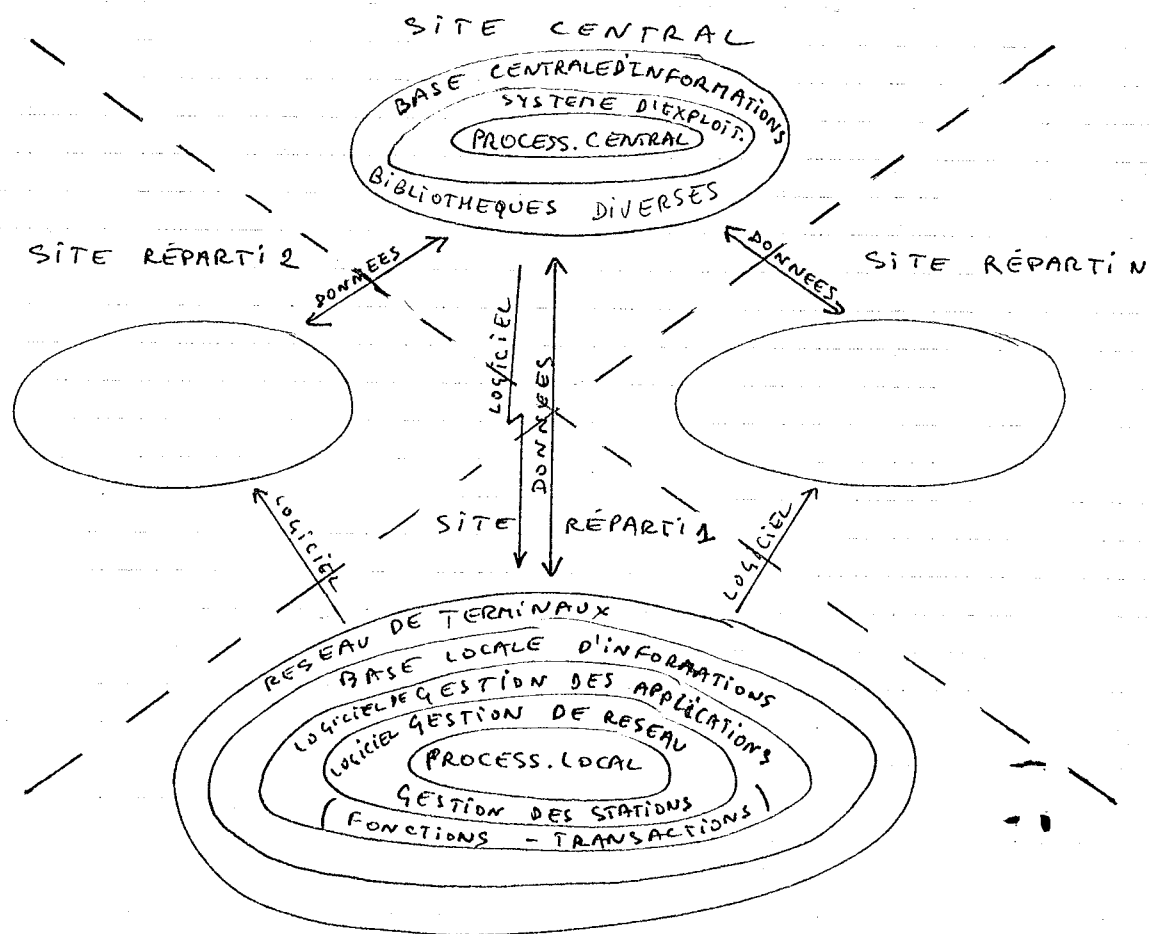 SiTE CENTRAL
BASE CENTRALE D'INFORMATIONS
SYSTEME D'EXPLOIT.
PROCESS. CENTRAL
BiBLIOTHEQUES DIVERSES
SiTE RÉPARTi 2
DONNEES
DONNEES
SiTE RÉPARTi N
LOGiCiEL
DONNEES
LOGiCiEL
SiTE RÉPARTi 1
LOGiCiEL
RESEAU DE TERMiNAUX
BASE LOCALE D'iNFORMATIONS
LOGiCiEL DE GESTION DES APPLiCATIONS
LOGiCiEL GESTION DE RESEAU
PROCESS. LOCAL
GESTION DES STATIONS
( FONCTiONS - TRANSACTiONS )